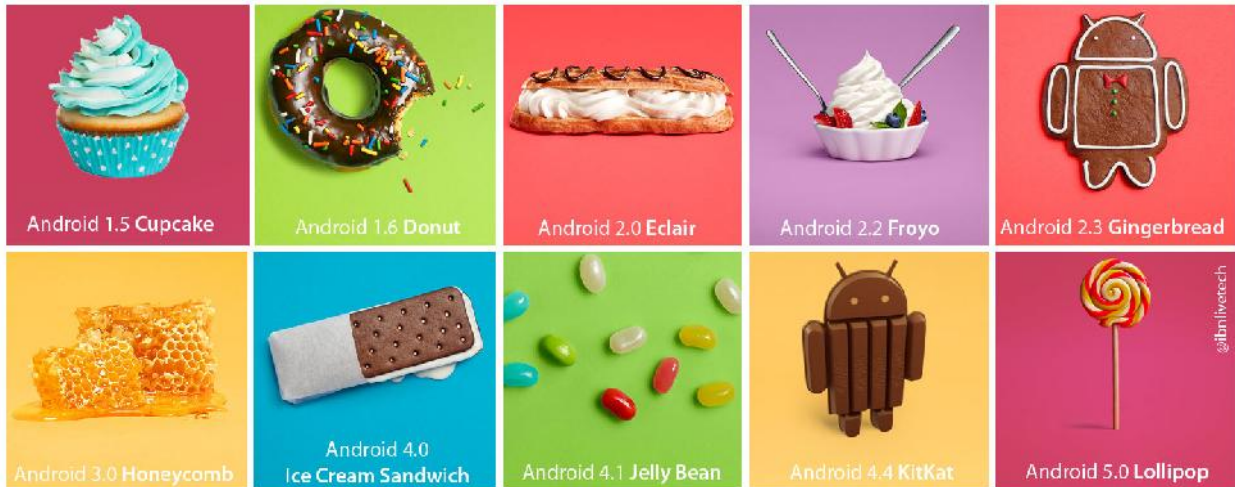 Android 1.5 Cupcake
Android 1.6 Donut
Android 2.0 Eclair
Android 2.2 Froyo
Android 2.3 Gingerbread
Android 3.0 Honeycomb
Android 4.0
Ice Cream Sandwich
Android 4.1 Jelly Bean
Android 4.4 KitKat
Android 5.0 Lollipop
@ibnlivetech